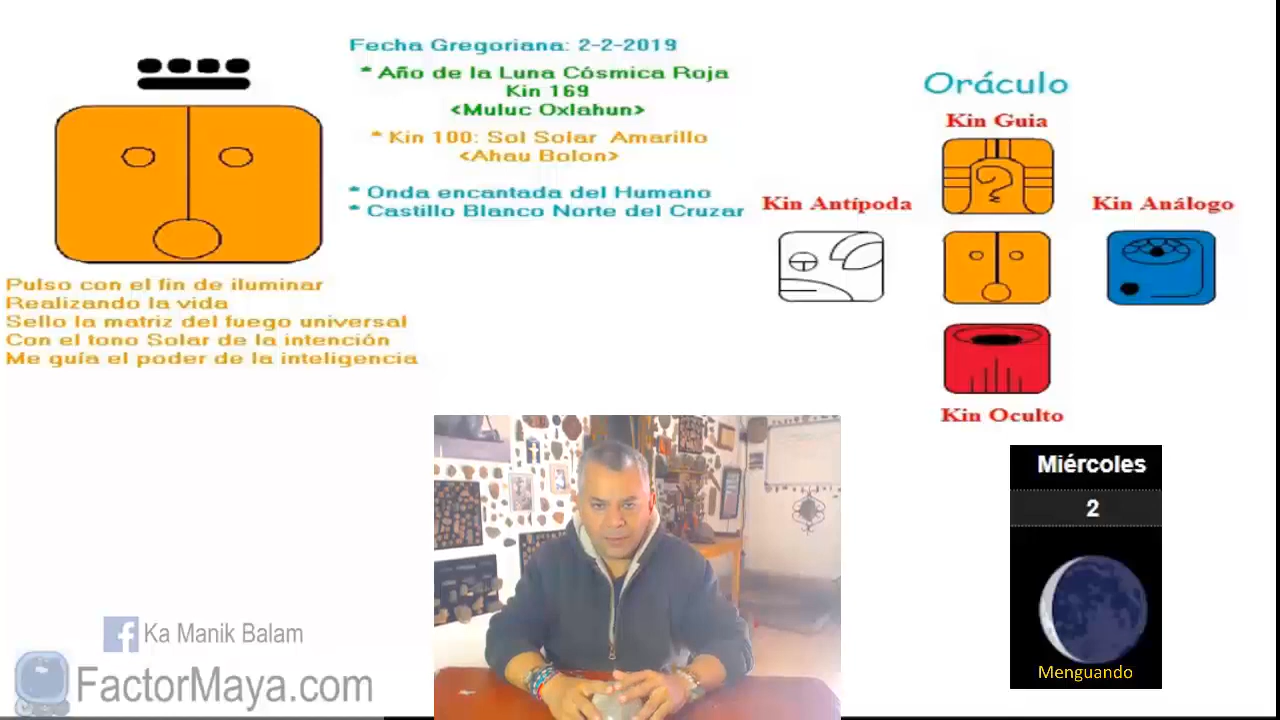 Fecha Gregoriana: 2-2-2019
* Año de la Luna Cósmica Roja
Kin 169
<Muluc Oxlahun>
* Kin 100: Sol Solar Amarillo
<Ahau Bolon>
* Onda encantada del Humano
* Castillo Blanco Norte del Cruzar
Pulso con el fin de iluminar
Realizando la vida
Sello la matriz del fuego universal
Con el tono Solar de la intención
Me guía el poder de la inteligencia
Oráculo
Kin Guia
Kin Antípoda
Kin Análogo
Kin Oculto
Miércoles
2
Menguando
Ka Manik Balam
FactorMaya.com